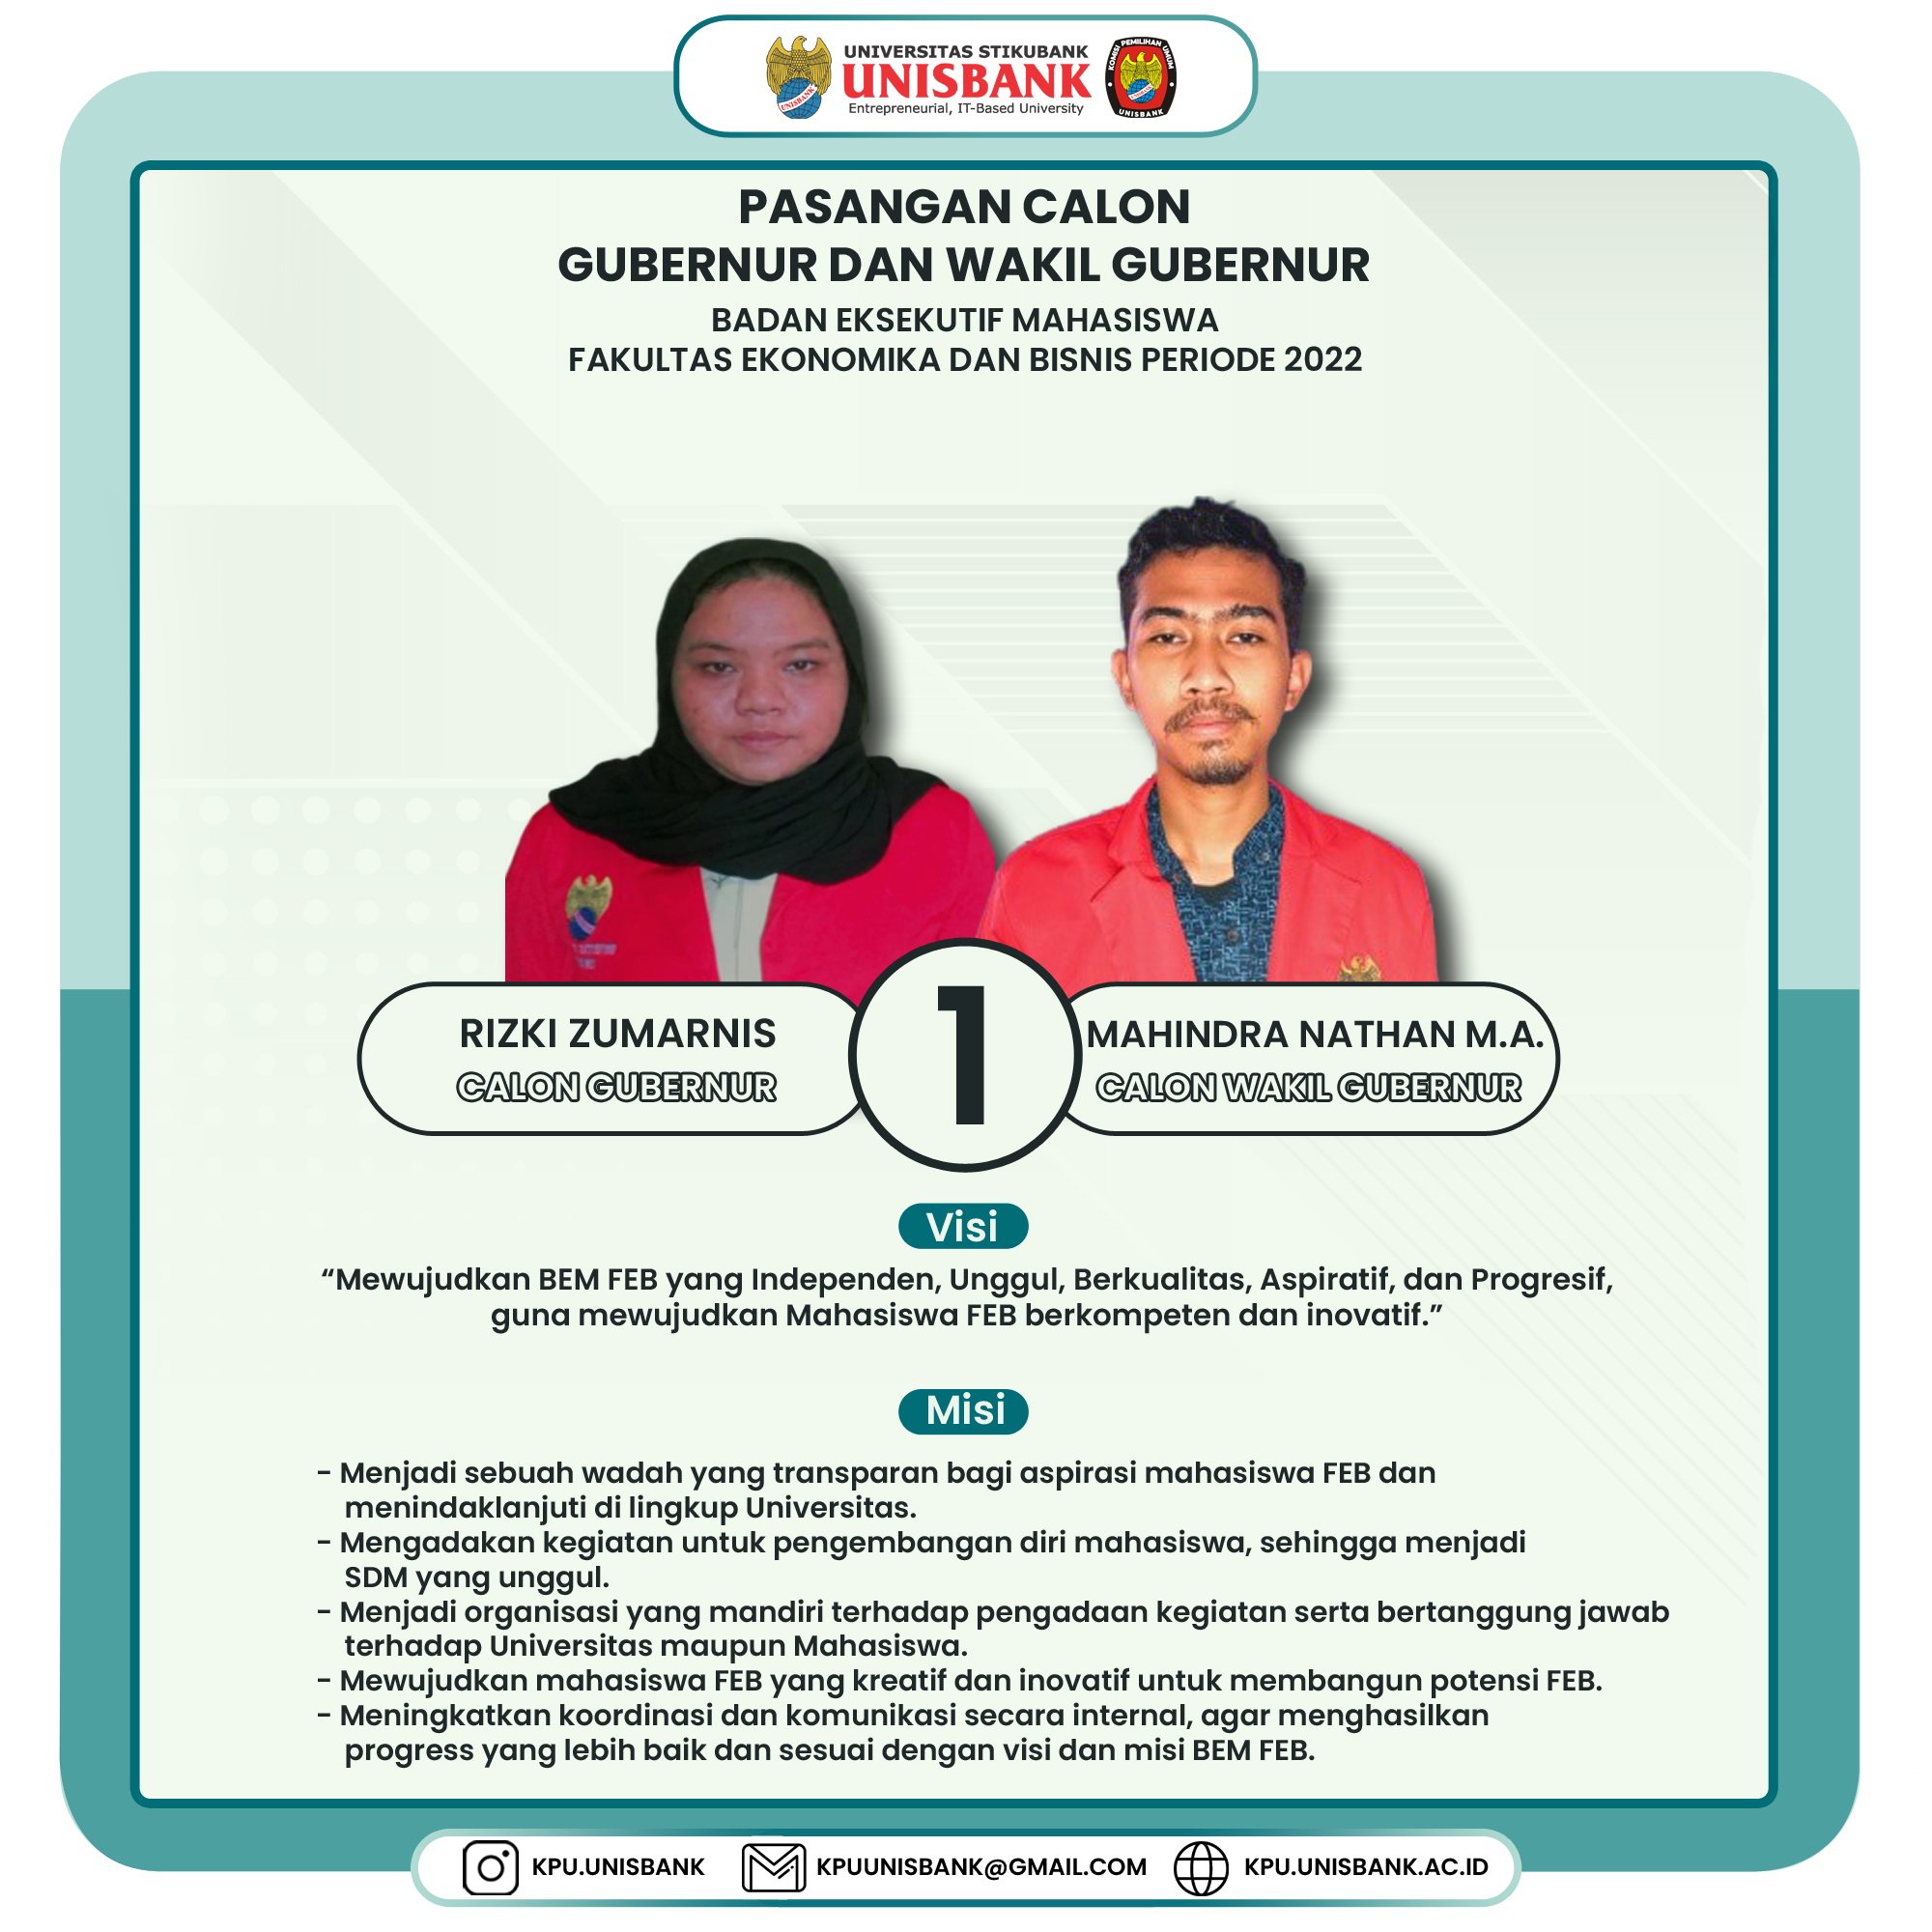 UNIVERSITAS STIKUBANK
UNISBANK
Entrepreneurial, IT-Based University
UNISBANK
KOMISI PEMILIHAN UMUM
UNISBANK
PASANGAN CALON
GUBERNUR DAN WAKIL GUBERNUR
BADAN EKSEKUTIF MAHASISWA
FAKULTAS EKONOMIKA DAN BISNIS PERIODE 2022
1
RIZKI ZUMARNIS
CALON GUBERNUR
MAHINDRA NATHAN M.A.
CALON WAKIL GUBERNUR
Visi
“Mewujudkan BEM FEB yang Independen, Unggul, Berkualitas, Aspiratif, dan Progresif,
guna mewujudkan Mahasiswa FEB berkompeten dan inovatif.”
Misi
- Menjadi sebuah wadah yang transparan bagi aspirasi mahasiswa FEB dan
menindaklanjuti di lingkup Universitas.
- Mengadakan kegiatan untuk pengembangan diri mahasiswa, sehingga menjadi
SDM yang unggul.
- Menjadi organisasi yang mandiri terhadap pengadaan kegiatan serta bertanggung jawab
terhadap Universitas maupun Mahasiswa.
- Mewujudkan mahasiswa FEB yang kreatif dan inovatif untuk membangun potensi FEB.
- Meningkatkan koordinasi dan komunikasi secara internal, agar menghasilkan
progress yang lebih baik dan sesuai dengan visi dan misi BEM FEB.
KPU.UNISBANK
KPUUNISBANK@GMAIL.COM
KPU.UNISBANK.AC.ID